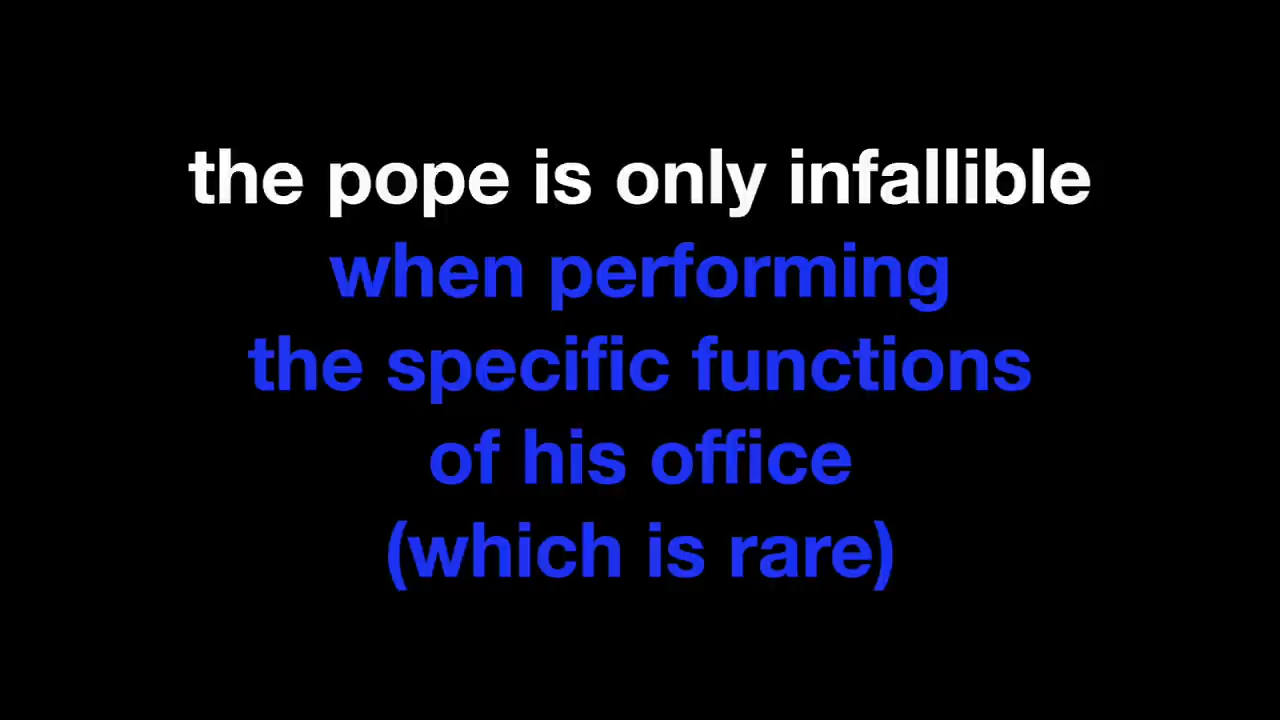 the pope is only infallible
when performing
the specific functions
of his office
(which is rare)